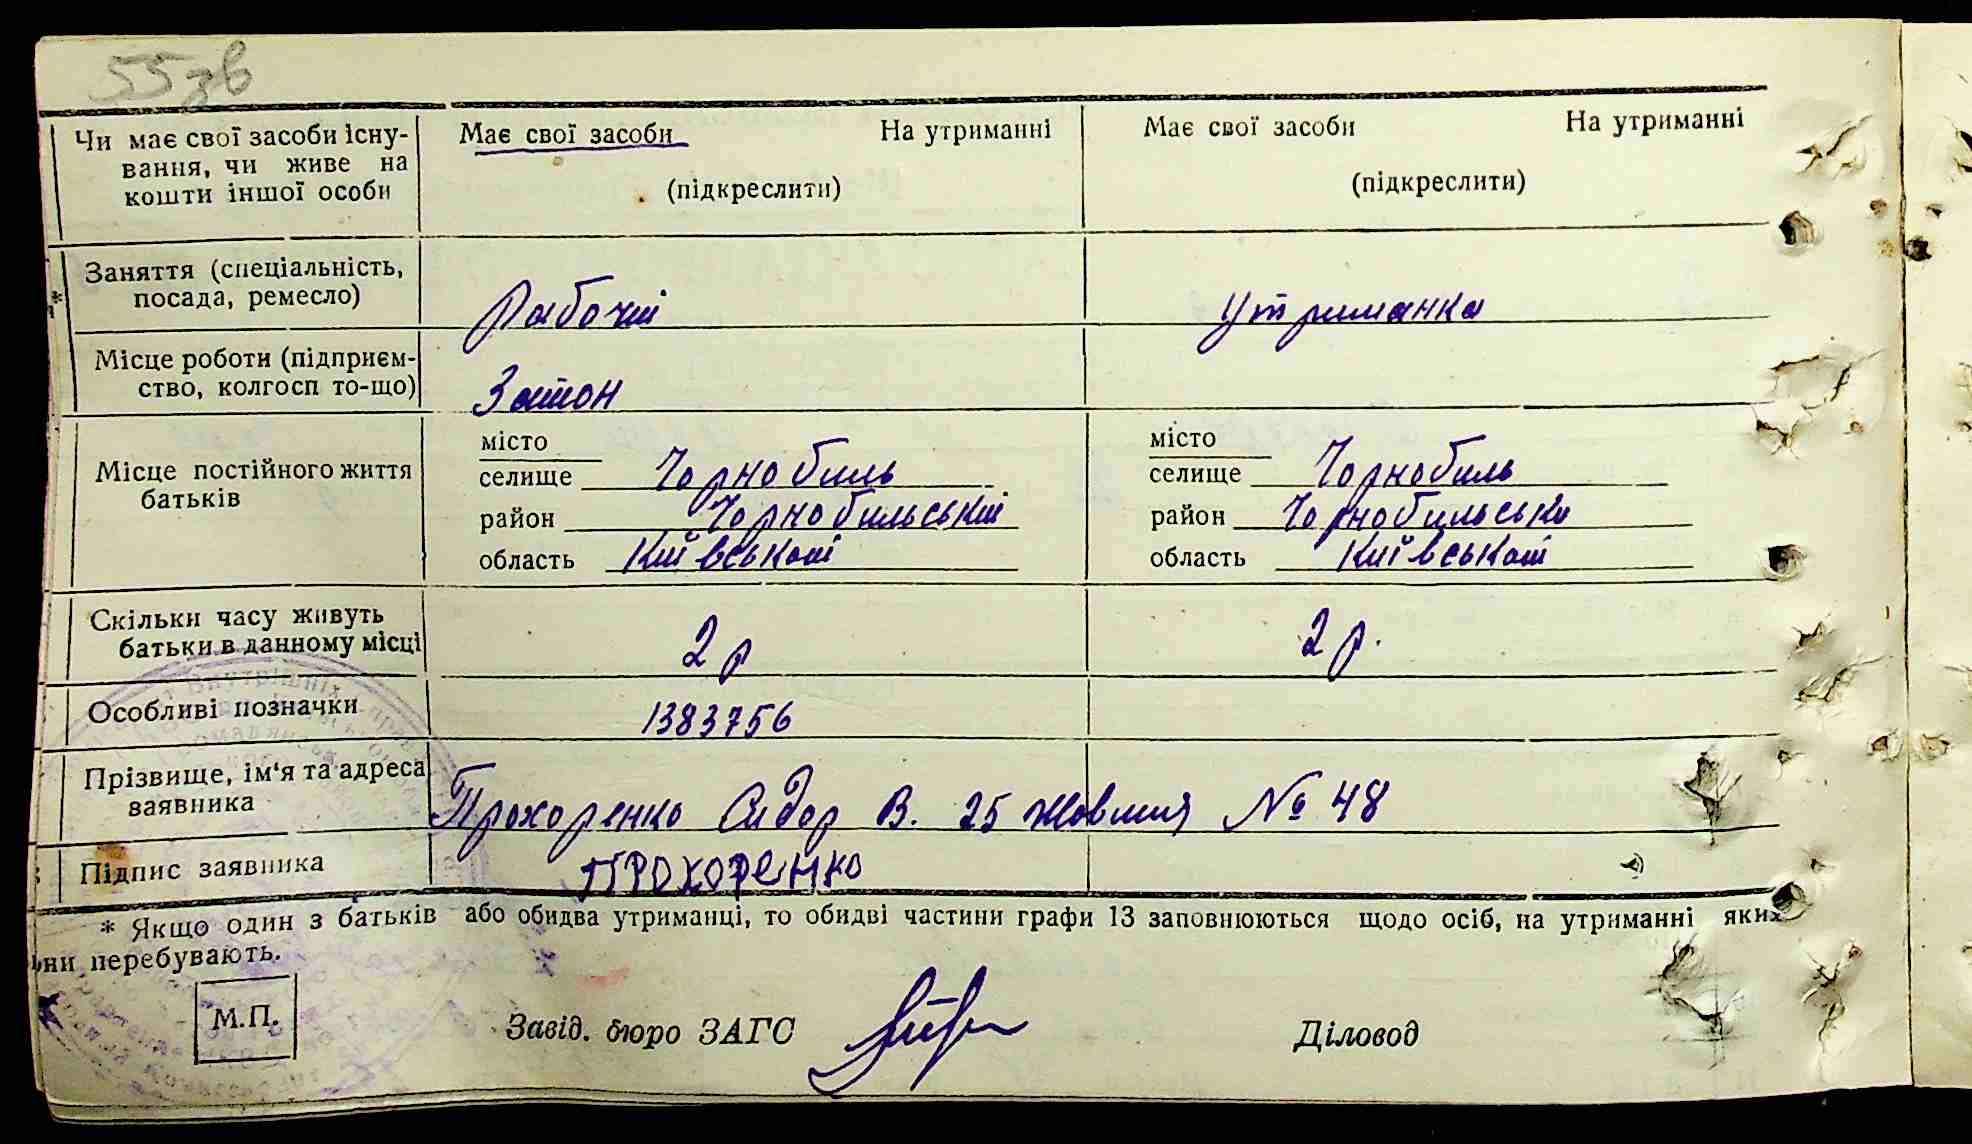 55зв
Чи має свої засоби існу- Має свої засоби На утриманні Має свої засоби На утриманні
вання, чи живе на
кошти іншої особи (підкреслити) (підкреслити)
Заняття (спеціальність,
* посада, ремесло) Рабочий Утриманка
Місце роботи (підприєм-
ство, колгосп то-що) Затон
місто місто
Місце постійного життя селище Чорнобиль селище Чорнобиль
батьків
район Чорнобильський район Чорнобильськи
область Київської область Київської
Скільки часу живуть
батьки в данному місці 2 р 2 р.
Особливі позначки 1383756
Прізвище, ім'я та адреса
заявника Прохоренко Сидор В. 25 Жовтня № 48
Підпис заявника Прохоренко
* Якщо один з батьків або обидва утриманці, то обидві частини графи 13 заповнюються щодо осіб, на утриманні яких
вни перебувають.
М.П. Завід. бюро ЗАГС Діловод